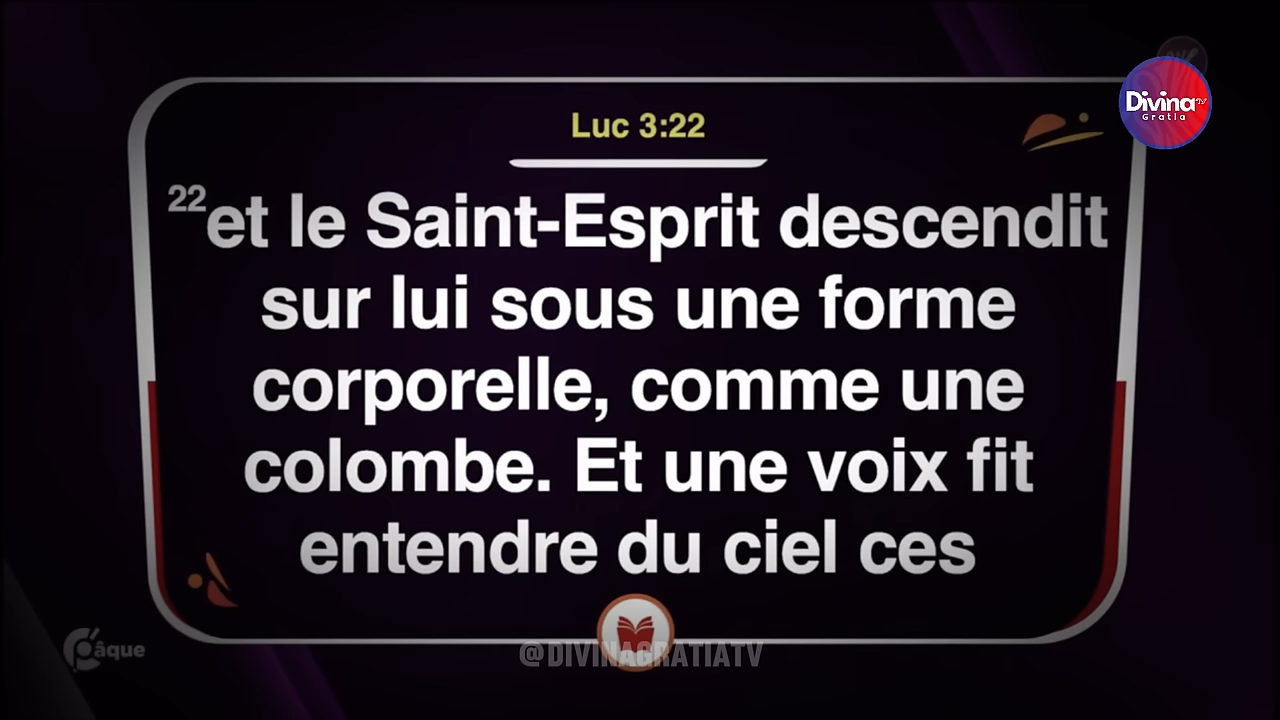 Divina TV
Gratia
Luc 3:22
22et le Saint-Esprit descendit
sur lui sous une forme
corporelle, comme une
colombe. Et une voix fit
entendre du ciel ces
Pâque
@DIVINAGRATIATV